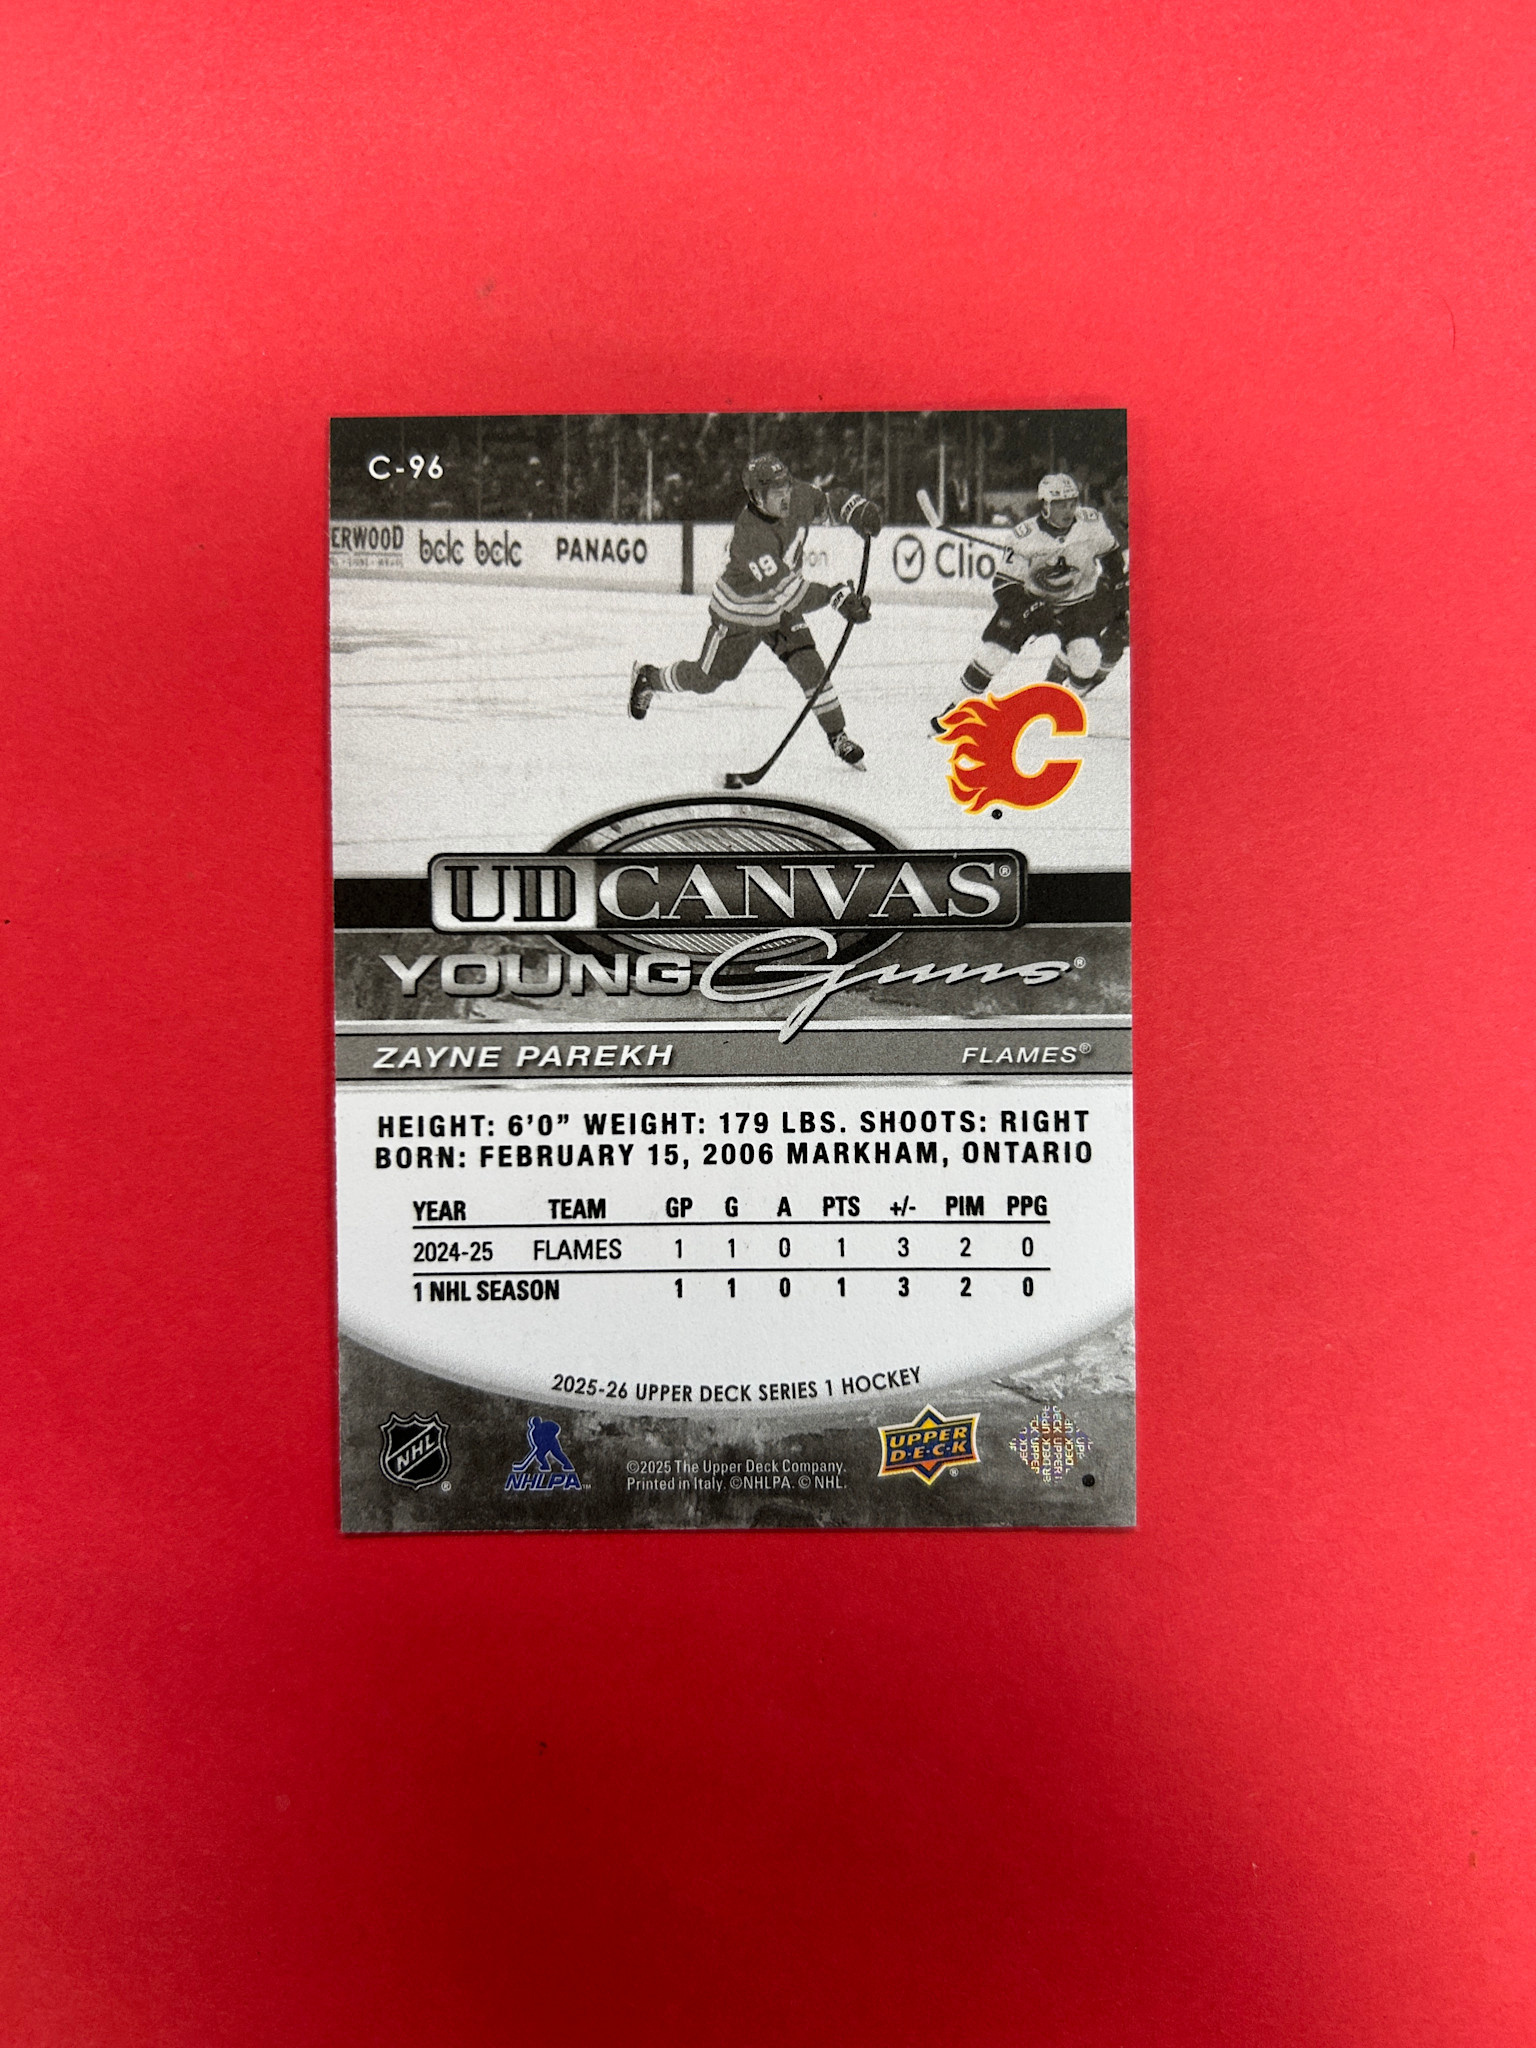 C-96
ERWOOD bclc bclc PANAGO Clio
19
UD CANVAS®
YOUNG Guns®
ZAYNE PAREKH FLAMES®
HEIGHT: 6'0" WEIGHT: 179 LBS. SHOOTS: RIGHT
BORN: FEBRUARY 15, 2006 MARKHAM, ONTARIO
YEAR TEAM GP G A PTS +/- PIM PPG
2024-25 FLAMES 1 1 0 1 3 2 0
1 NHL SEASON 1 1 0 1 3 2 0
2025-26 UPPER DECK SERIES 1 HOCKEY
NHL ®
NHLPA ™
©2025 The Upper Deck Company.
Printed in Italy. ©NHLPA. © NHL.
UPPER
D·E·C·K ®